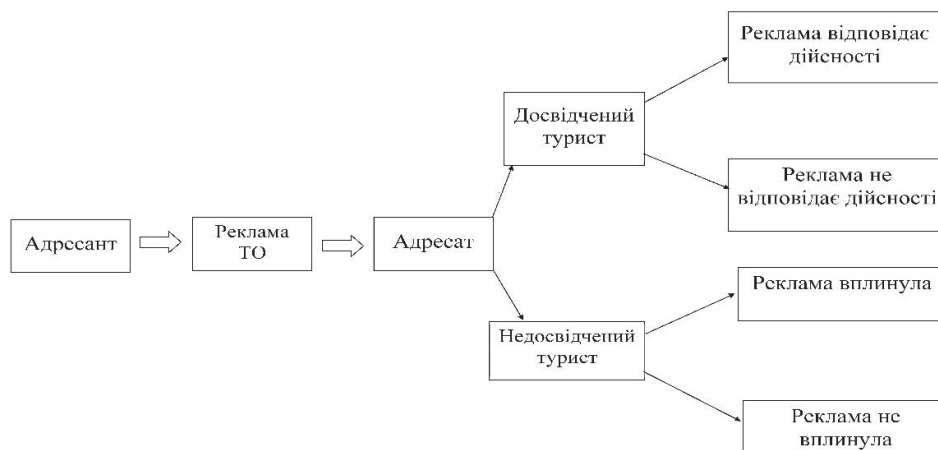 Реклама відповідає
дійсності
Досвідчений
турист
Реклама не
відповідає дійсності
Адресант
Реклама
ТО
Адресат
Реклама вплинула
Недосвідчений
турист
Реклама не
вплинула